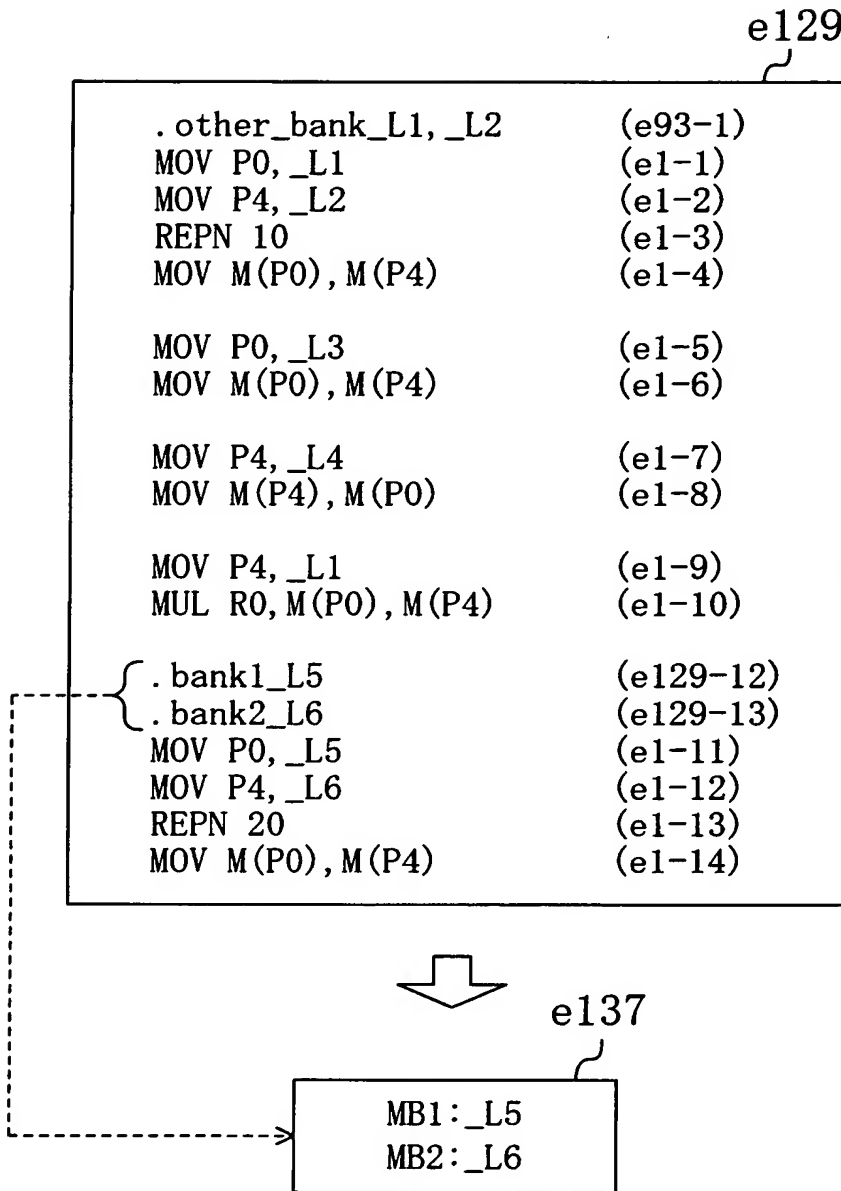 e129
.other_bank_L1,_L2 (e93-1)
MOV P0,_L1 (e1-1)
MOV P4,_L2 (e1-2)
REPN 10 (e1-3)
MOV M(P0),M(P4) (e1-4)
MOV P0,_L3 (e1-5)
MOV M(P0),M(P4) (e1-6)
MOV P4,_L4 (e1-7)
MOV M(P4),M(P0) (e1-8)
MOV P4,_L1 (e1-9)
MUL R0,M(P0),M(P4) (e1-10)
.bank1_L5 (e129-12)
.bank2_L6 (e129-13)
MOV P0,_L5 (e1-11)
MOV P4,_L6 (e1-12)
REPN 20 (e1-13)
MOV M(P0),M(P4) (e1-14)
e137
MB1:_L5
MB2:_L6